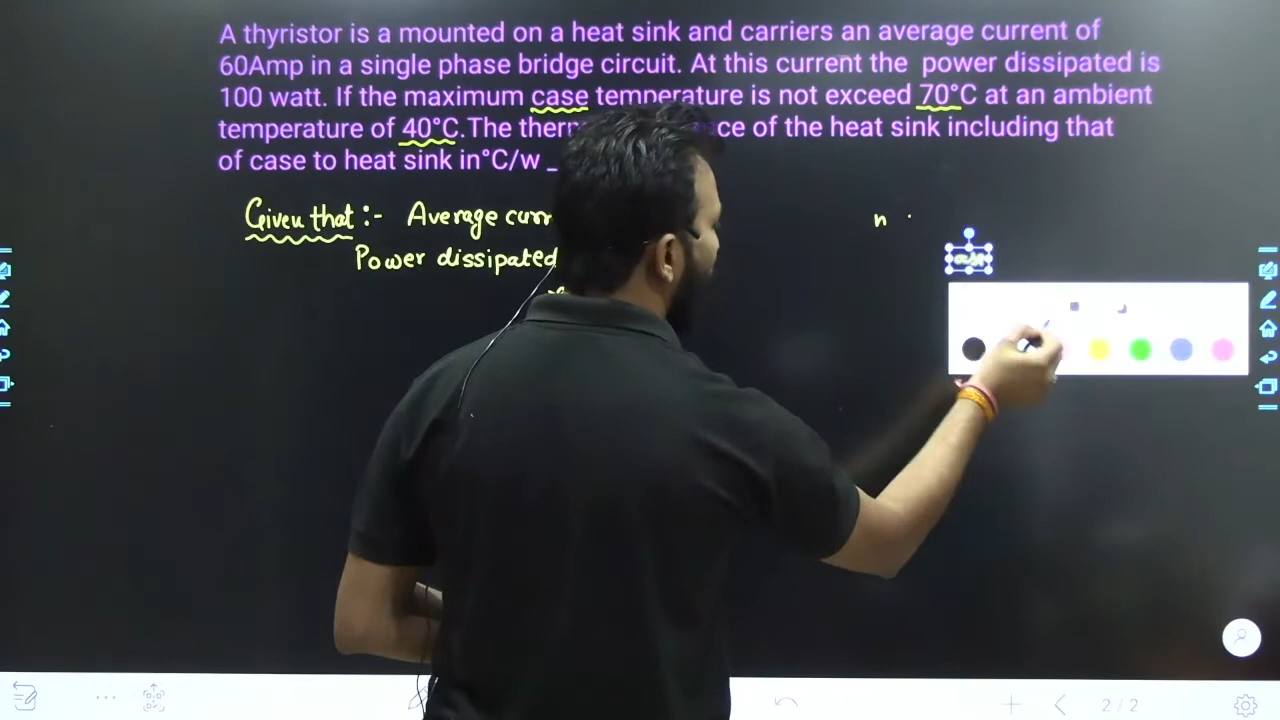 A thyristor is a mounted on a heat sink and carriers an average current of
60Amp in a single phase bridge circuit. At this current the power dissipated is
100 watt. If the maximum case temperature is not exceed 70°C at an ambient
temperature of 40°C.The ther ce of the heat sink including that
of case to heat sink in°C/w _
Given that :- Average curr n
Power dissipated case
2/2